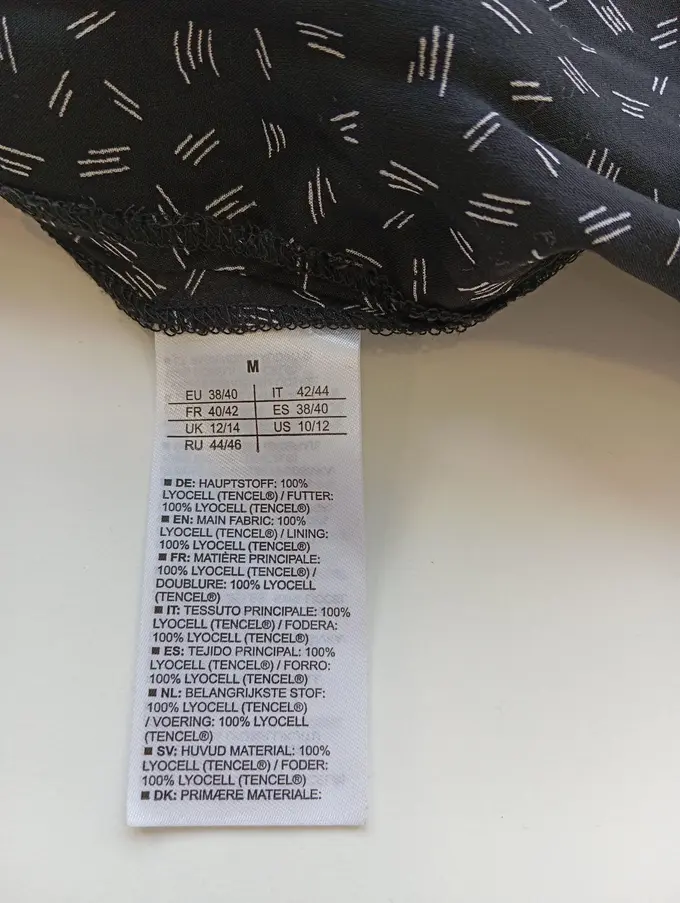 M
EU 38/40 IT 42/44
FR 40/42 ES 38/40
UK 12/14 US 10/12
RU 44/46
■ DE: HAUPTSTOFF: 100%
LYOCELL (TENCEL®) / FUTTER:
100% LYOCELL (TENCEL®)
■ EN: MAIN FABRIC: 100%
LYOCELL (TENCEL®) / LINING:
100% LYOCELL (TENCEL®)
■ FR: MATIÈRE PRINCIPALE:
100% LYOCELL (TENCEL®) /
DOUBLURE: 100% LYOCELL
(TENCEL®)
■ IT: TESSUTO PRINCIPALE: 100%
LYOCELL (TENCEL®) / FODERA:
100% LYOCELL (TENCEL®)
■ ES: TEJIDO PRINCIPAL: 100%
LYOCELL (TENCEL®) / FORRO:
100% LYOCELL (TENCEL®)
■ NL: BELANGRIJKSTE STOF:
100% LYOCELL (TENCEL®)
/ VOERING: 100% LYOCELL
(TENCEL®)
■ SV: HUVUD MATERIAL: 100%
LYOCELL (TENCEL®) / FODER:
100% LYOCELL (TENCEL®)
■ DK: PRIMÆRE MATERIALE: